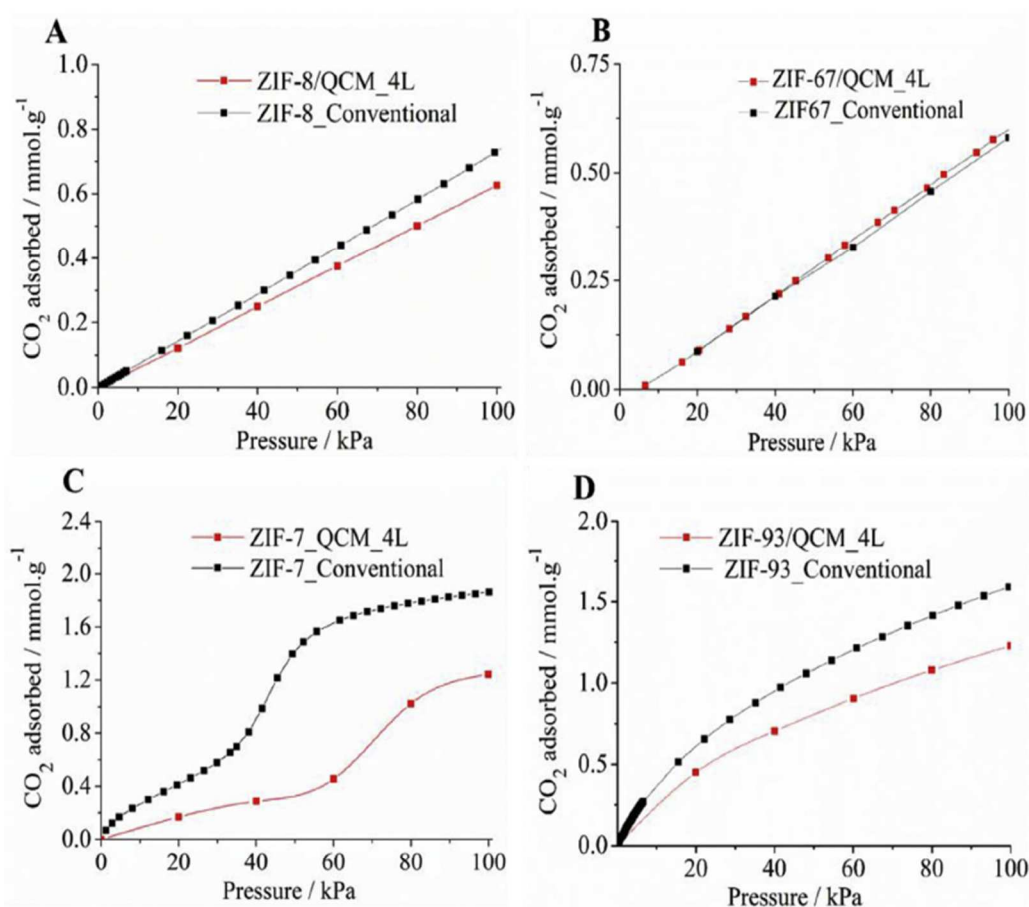 A
ZIF-8/QCM_4L
ZIF-8_Conventional
1.0
0.8
0.6
0.4
0.2
0.0
CO2 adsorbed / mmol.g-1
0 20 40 60 80 100
Pressure / kPa
B
ZIF-67/QCM_4L
ZIF67_Conventional
0.75
0.50
0.25
0.00
CO2 adsorbed / mmol.g-1
0 20 40 60 80 100
Pressure / kPa
C
ZIF-7_QCM_4L
ZIF-7_Conventional
2.4
2.0
1.6
1.2
0.8
0.4
0.0
CO2 adsorbed / mmol.g-1
0 20 40 60 80 100
Pressure / kPa
D
ZIF-93/QCM_4L
ZIF-93_Conventional
2.0
1.5
1.0
0.5
0.0
CO2 adsorbed / mmol.g-1
20 40 60 80 100
Pressure / kPa